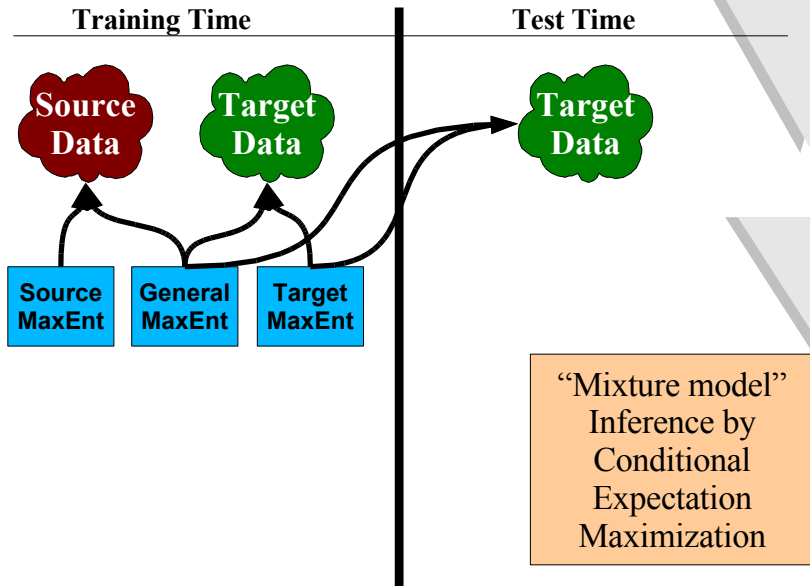 Training Time
Test Time
Source
Data
Target
Data
Target
Data
Source
MaxEnt
General
MaxEnt
Target
MaxEnt
“Mixture model”
Inference by
Conditional
Expectation
Maximization